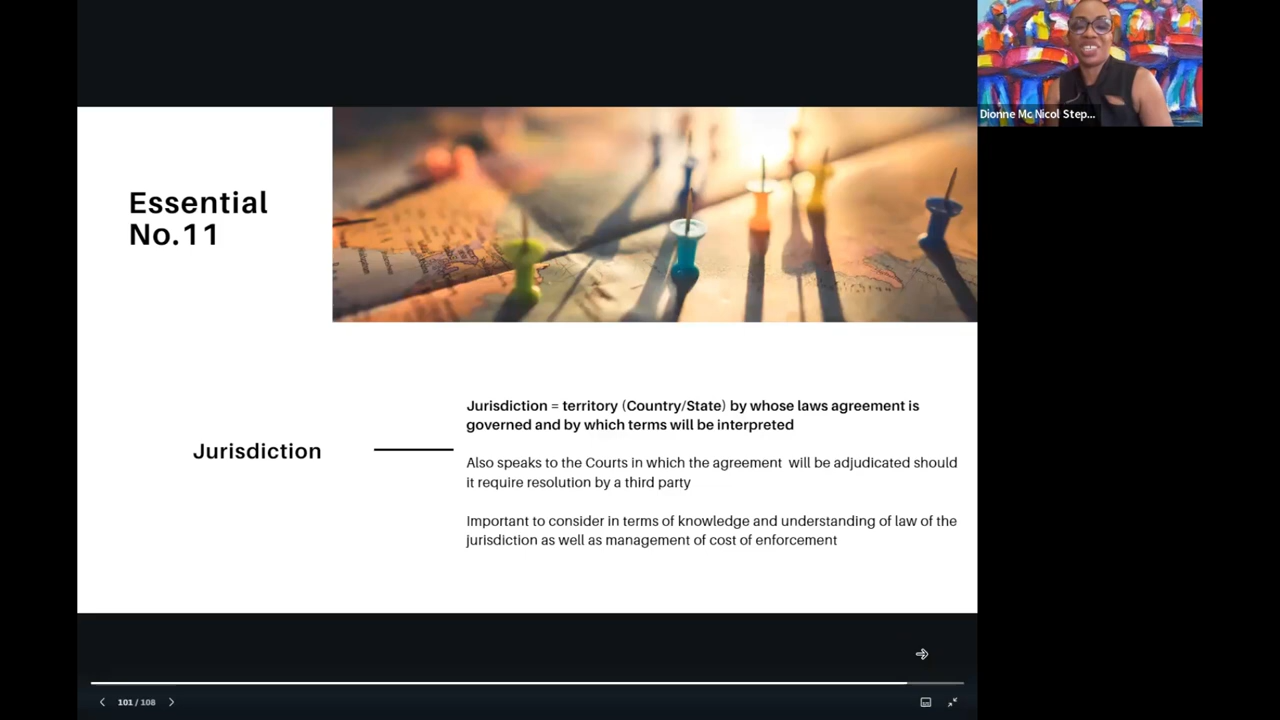 Dionne Mc Nicol Step...
Essential
No.11
Jurisdiction
Jurisdiction = territory (Country/State) by whose laws agreement is
governed and by which terms will be interpreted
Also speaks to the Courts in which the agreement will be adjudicated should
it require resolution by a third party
Important to consider in terms of knowledge and understanding of law of the
jurisdiction as well as management of cost of enforcement
101 / 108